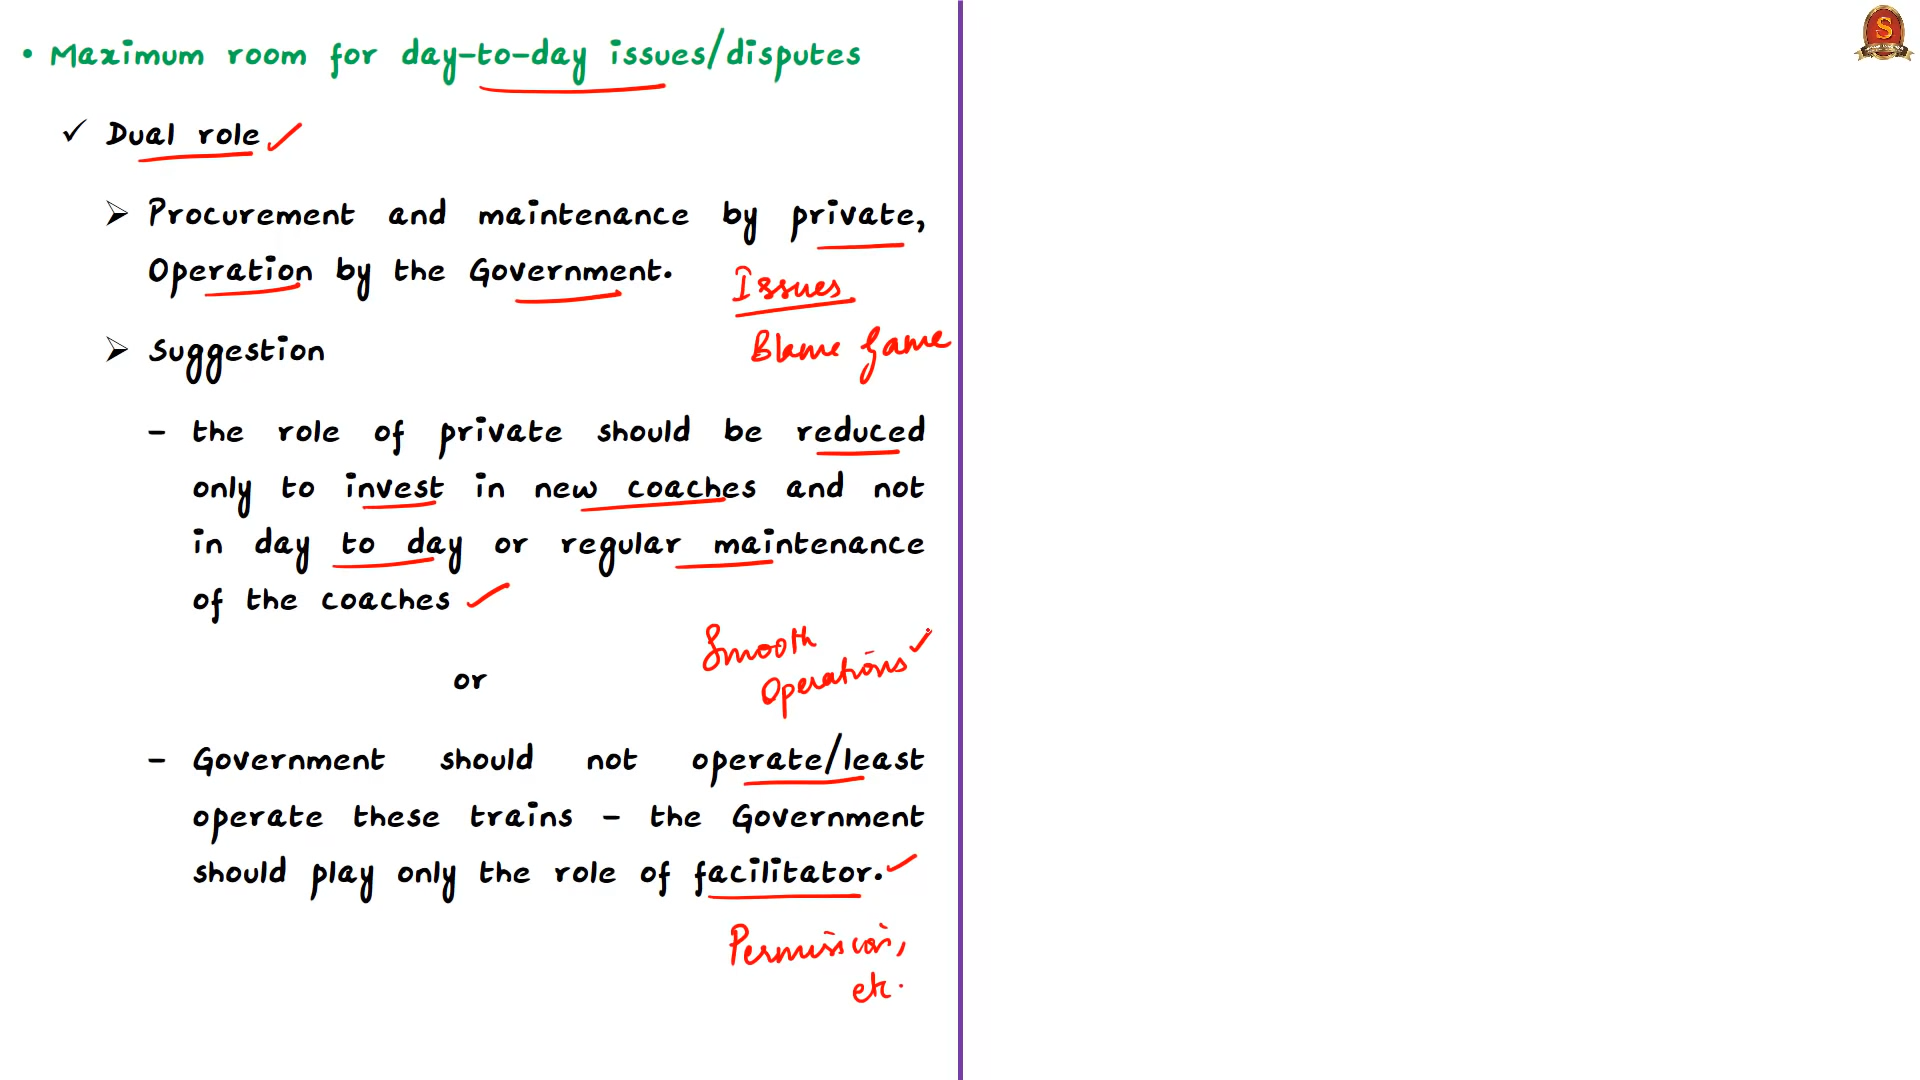 • Maximum room for day-to-day issues/disputes
✓ Dual role
➢ Procurement and maintenance by private,
Operation by the Government.
Issues
Blame Game
➢ Suggestion
– the role of private should be reduced
only to invest in new coaches and not
in day to day or regular maintenance
of the coaches
Smooth
Operations
or
– Government should not operate/least
operate these trains – the Government
should play only the role of facilitator.
Permission,
etc.
S